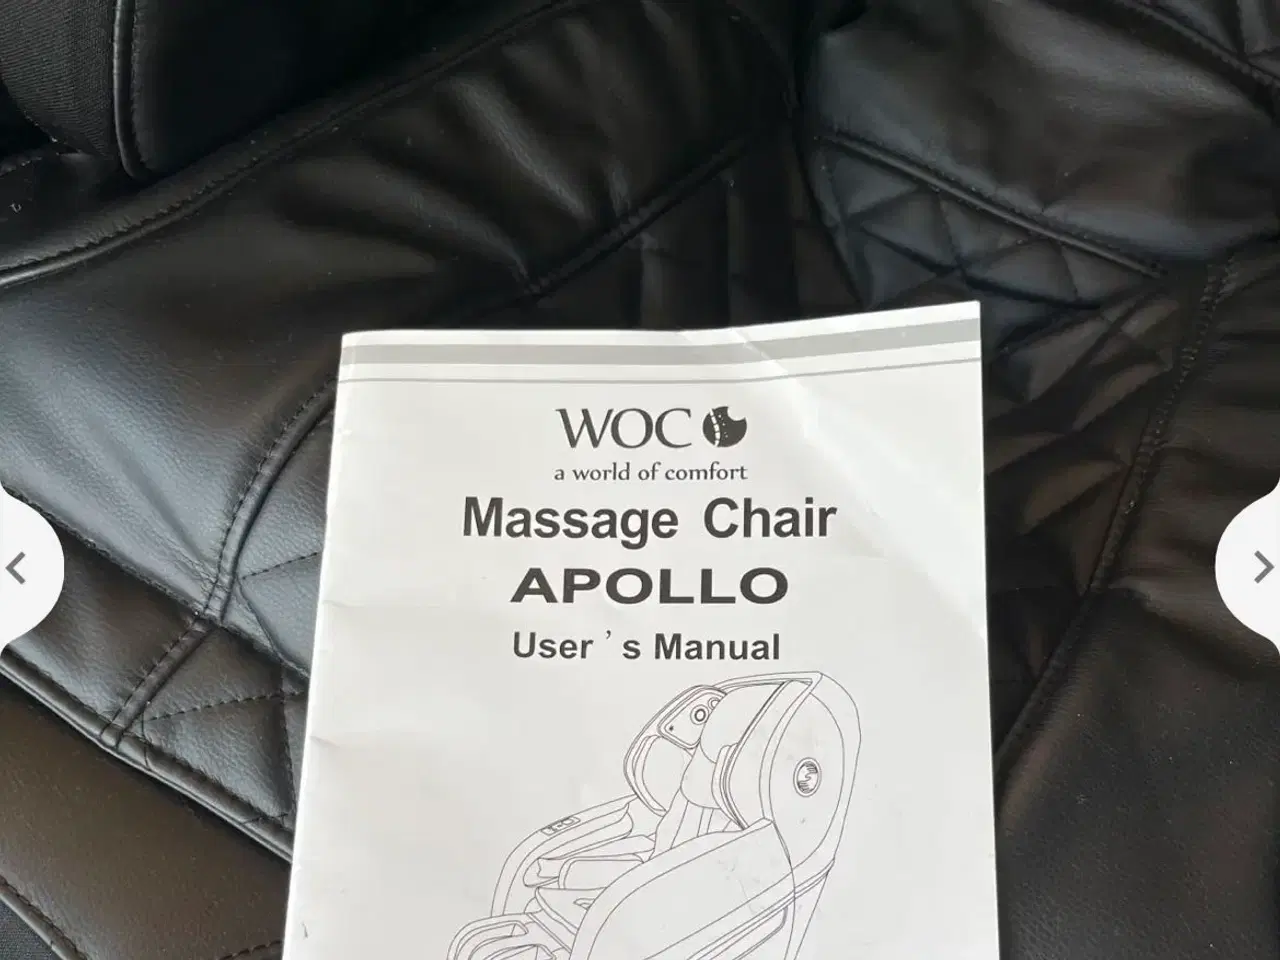 WOC
a world of comfort
Massage Chair
APOLLO
User's Manual